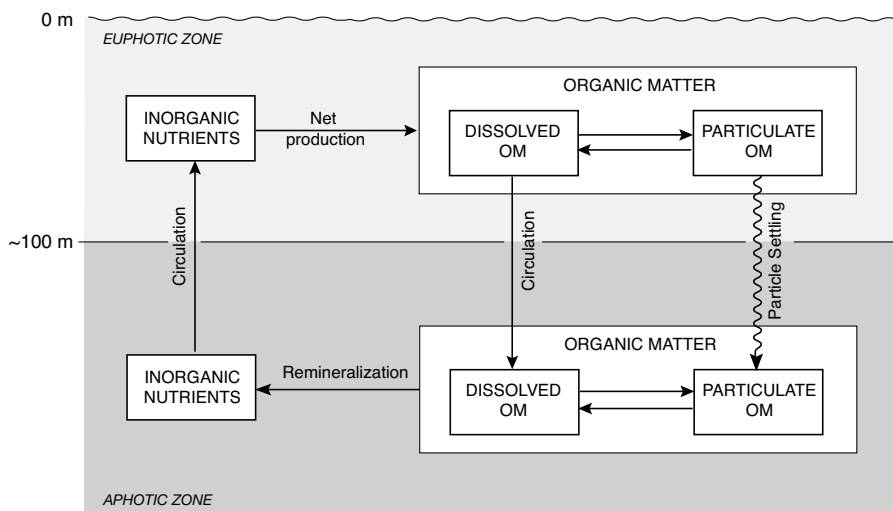 0 m
EUPHOTIC ZONE
ORGANIC MATTER
INORGANIC
NUTRIENTS
Net
production
DISSOLVED
OM
PARTICULATE
OM
~100 m
Circulation
Circulation
Particle Settling
ORGANIC MATTER
INORGANIC
NUTRIENTS
Remineralization
DISSOLVED
OM
PARTICULATE
OM
APHOTIC ZONE